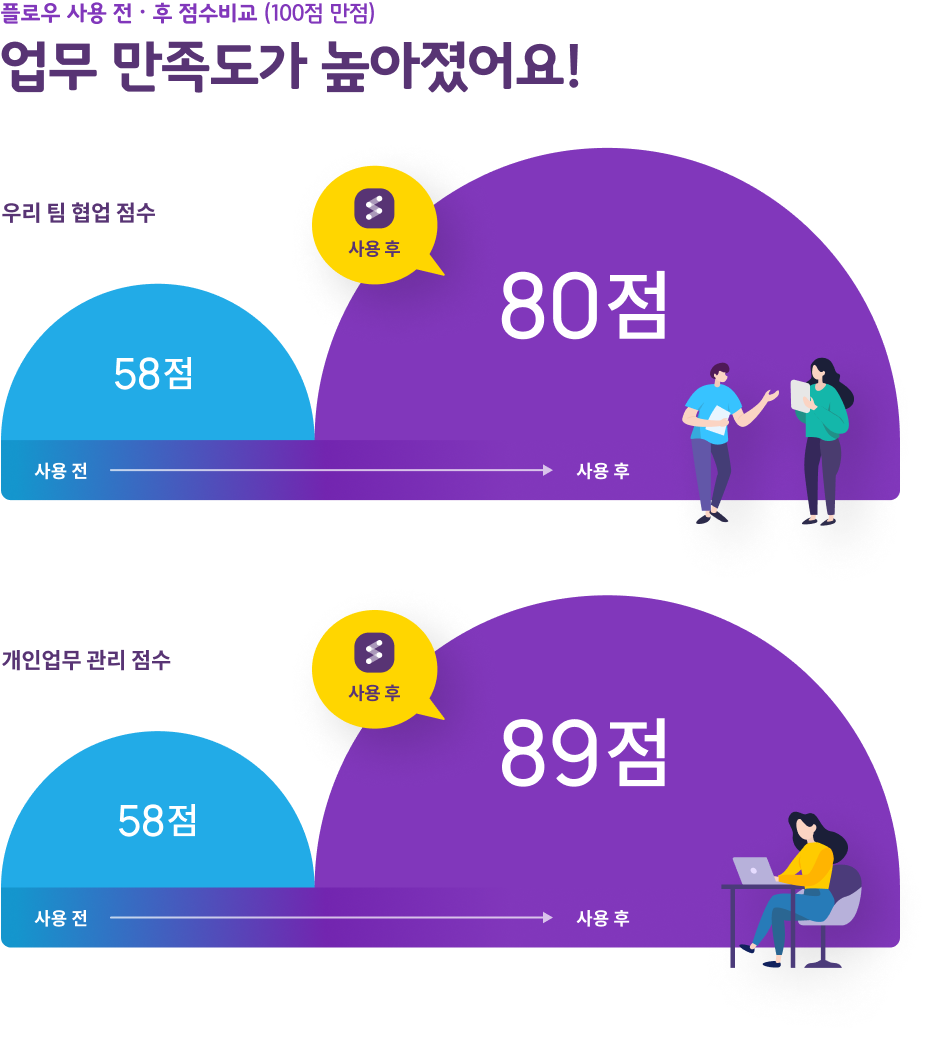 플로우 사용 전 · 후 점수비교 (100점 만점)
업무 만족도가 높아졌어요!
우리 팀 협업 점수
사용 후
80점
58점
사용 전
사용 후
개인업무 관리 점수
사용 후
89점
58점
사용 전
사용 후